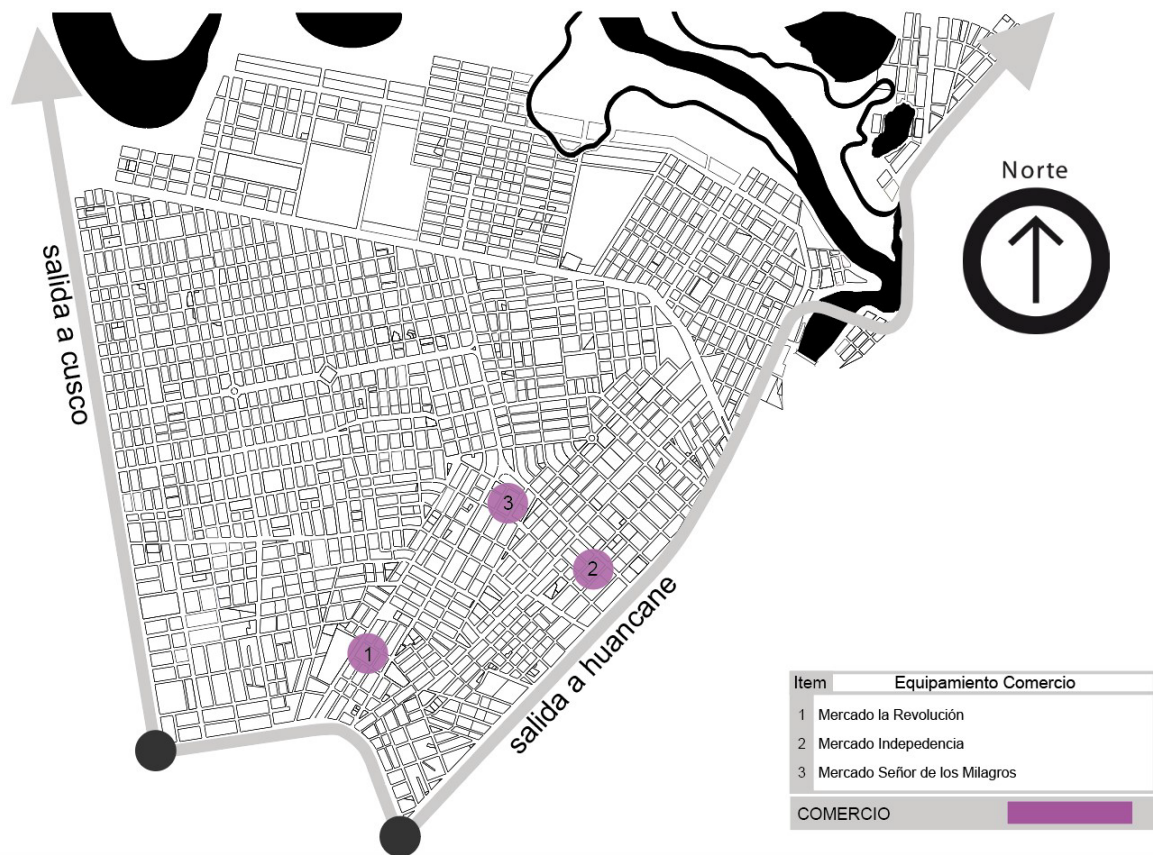 Norte
salida a cusco
3
2
1
salida a huancane
Item Equipamiento Comercio
1 Mercado la Revolución
2 Mercado Indepedencia
3 Mercado Señor de los Milagros
COMERCIO